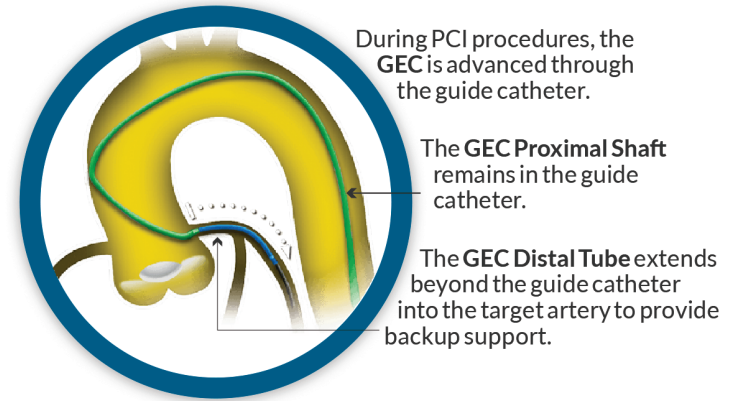 During PCI procedures, the
GEC is advanced through
the guide catheter.
The GEC Proximal Shaft
remains in the guide
catheter.
The GEC Distal Tube extends
beyond the guide catheter
into the target artery to provide
backup support.